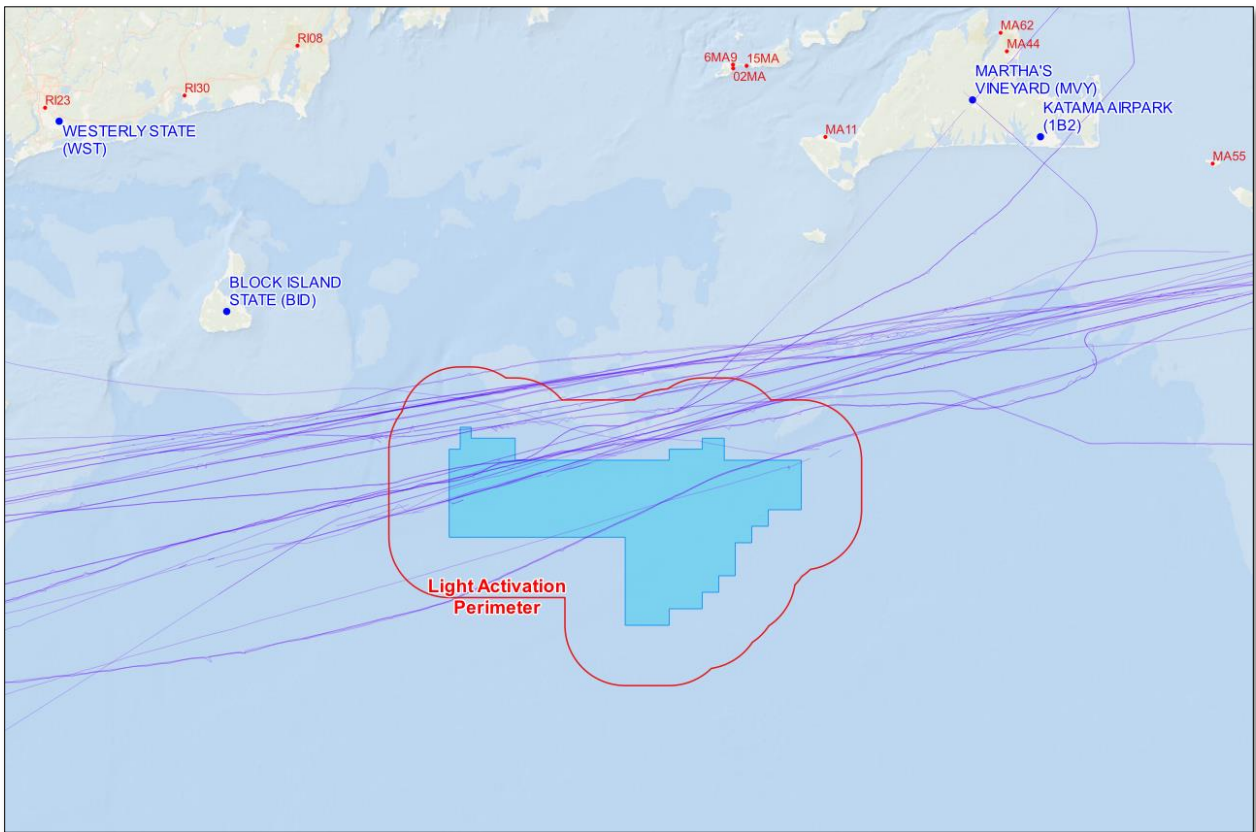 RI08
MA62
MA44
6MA9
15MA
02MA
MARTHA'S
VINEYARD (MVY)
RI30
RI23
KATAMA AIRPARK
(1B2)
WESTERLY STATE
(WST)
MA11
MA55
BLOCK ISLAND
STATE (BID)
Light Activation
Perimeter